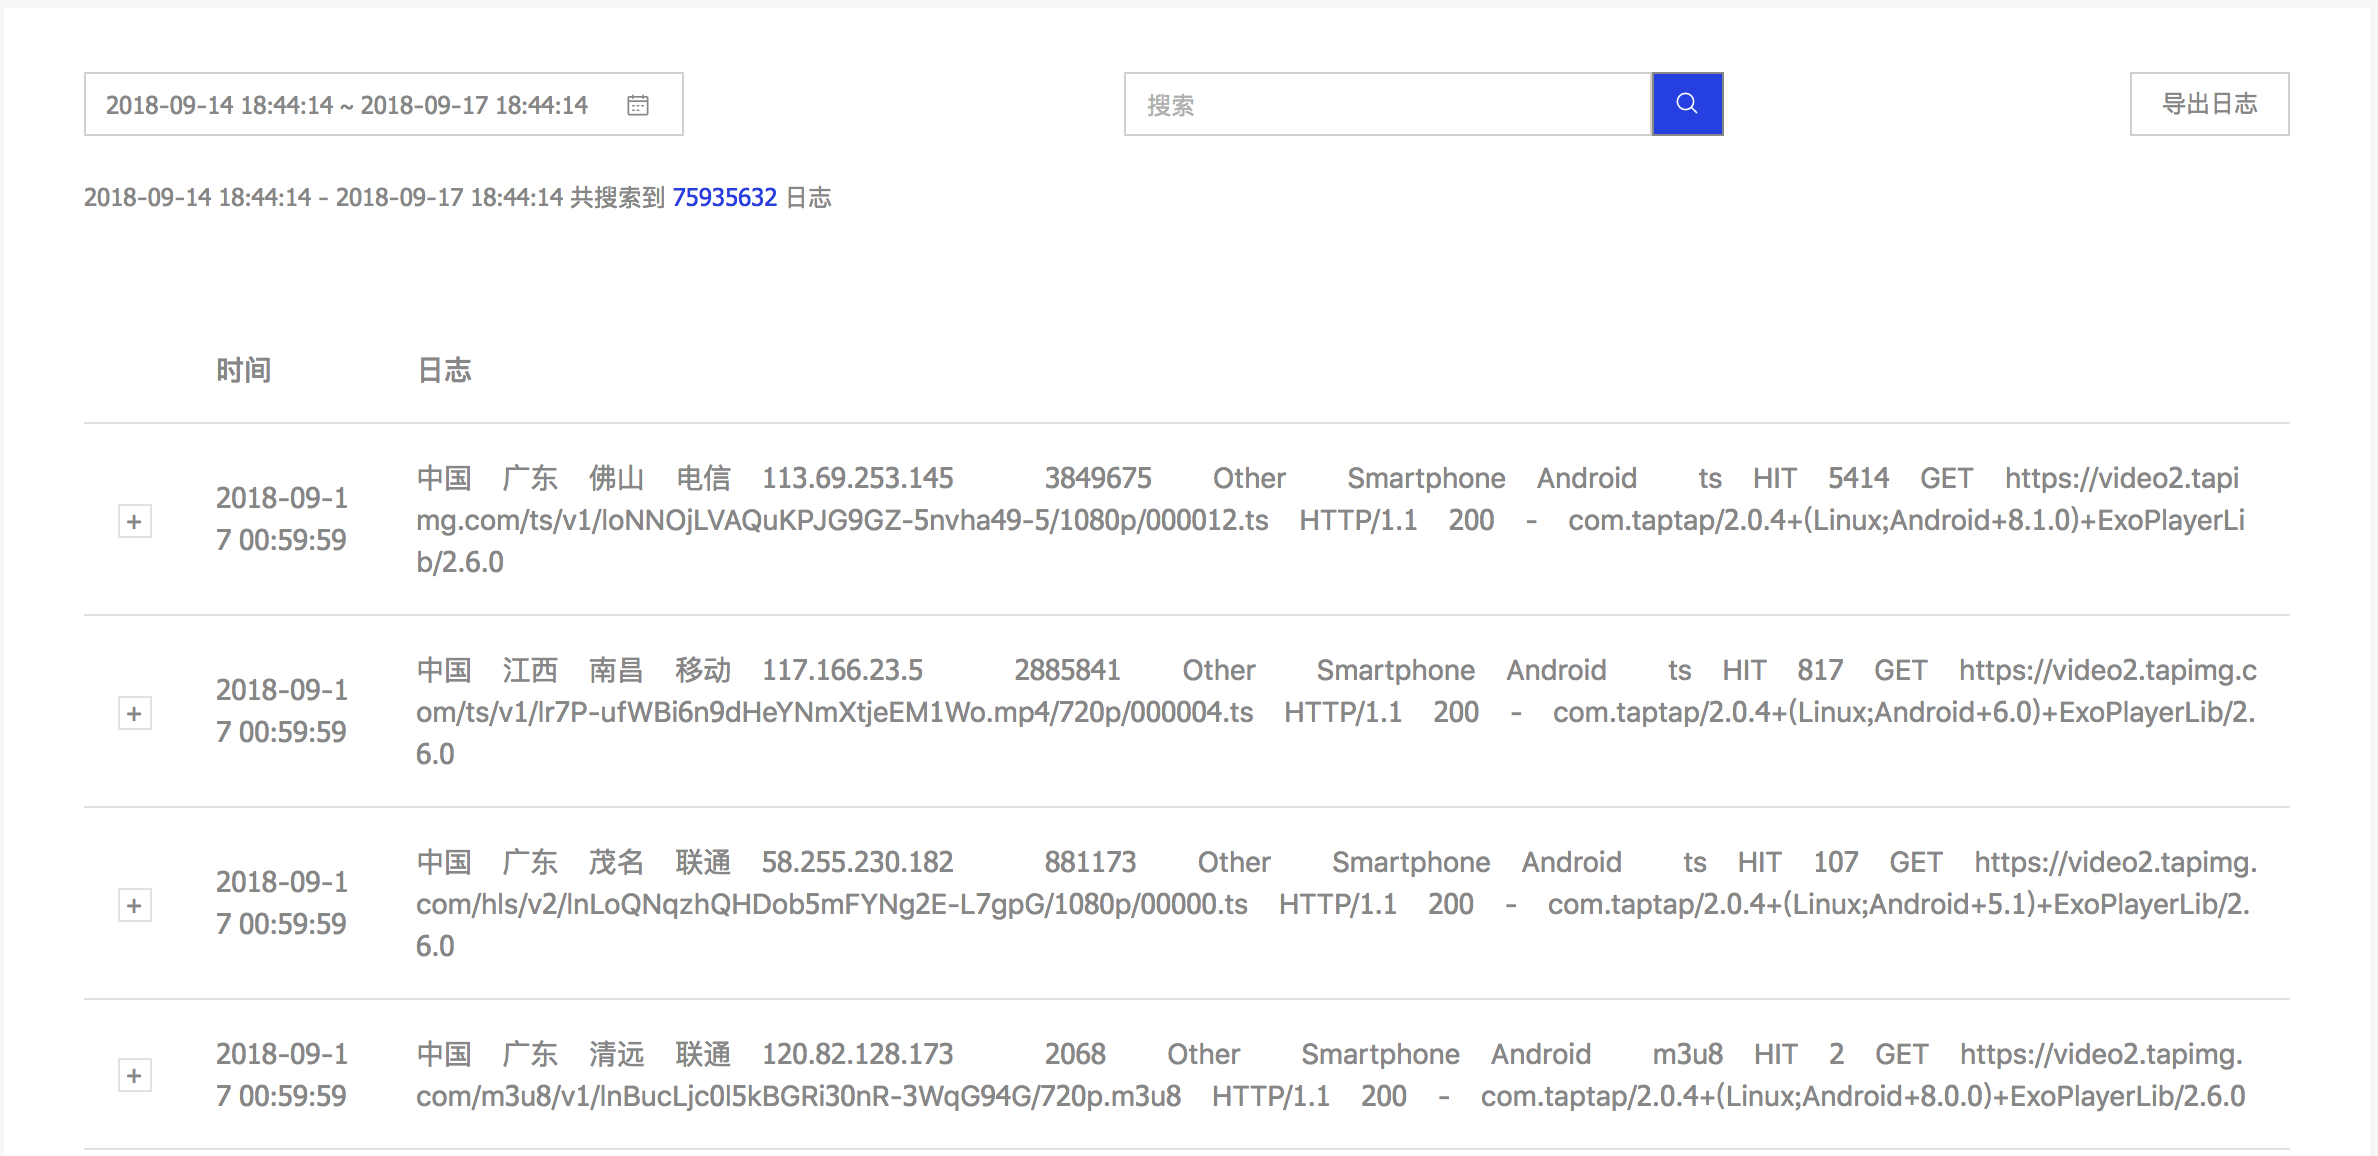 2018-09-14 18:44:14 ~ 2018-09-17 18:44:14
搜索
导出日志
2018-09-14 18:44:14 - 2018-09-17 18:44:14 共搜索到 75935632 日志
时间 日志
2018-09-1
7 00:59:59
中国 广东 佛山 电信 113.69.253.145 3849675 Other Smartphone Android ts HIT 5414 GET https://video2.tapi
mg.com/ts/v1/loNNOjLVAQuKPJG9GZ-5nvha49-5/1080p/000012.ts HTTP/1.1 200 - com.taptap/2.0.4+(Linux;Android+8.1.0)+ExoPlayerLi
b/2.6.0
2018-09-1
7 00:59:59
中国 江西 南昌 移动 117.166.23.5 2885841 Other Smartphone Android ts HIT 817 GET https://video2.tapimg.c
om/ts/v1/lr7P-ufWBi6n9dHeYNmXtjeEM1Wo.mp4/720p/000004.ts HTTP/1.1 200 - com.taptap/2.0.4+(Linux;Android+6.0)+ExoPlayerLib/2.
6.0
2018-09-1
7 00:59:59
中国 广东 茂名 联通 58.255.230.182 881173 Other Smartphone Android ts HIT 107 GET https://video2.tapimg.
com/hls/v2/lnLoQNqzhQHDob5mFYNg2E-L7gpG/1080p/00000.ts HTTP/1.1 200 - com.taptap/2.0.4+(Linux;Android+5.1)+ExoPlayerLib/2.
6.0
2018-09-1
7 00:59:59
中国 广东 清远 联通 120.82.128.173 2068 Other Smartphone Android m3u8 HIT 2 GET https://video2.tapimg.
com/m3u8/v1/lnBucLjc0l5kBGRi30nR-3WqG94G/720p.m3u8 HTTP/1.1 200 - com.taptap/2.0.4+(Linux;Android+8.0.0)+ExoPlayerLib/2.6.0